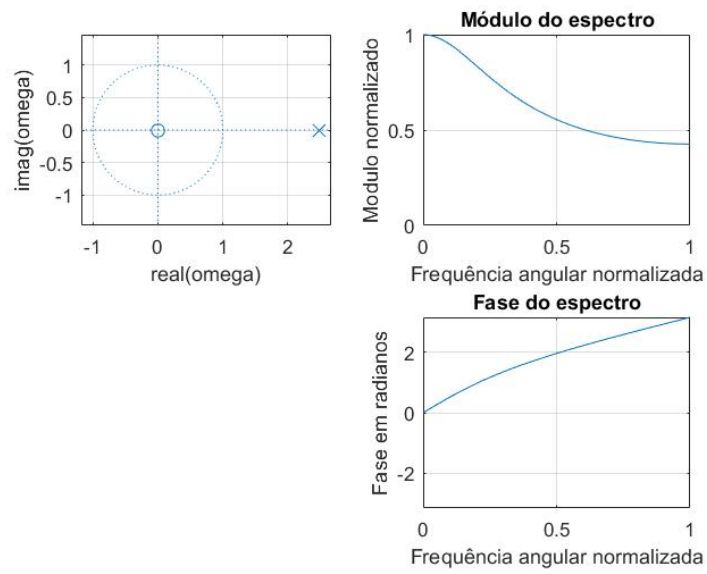 1
0.5
0
-0.5
-1
imag(omega)
-1
0
1
2
real(omega)
Módulo do espectro
1
0.5
0
Modulo normalizado
0
0.5
1
Frequência angular normalizada
Fase do espectro
2
0
-2
Fase em radianos
0
0.5
1
Frequência angular normalizada